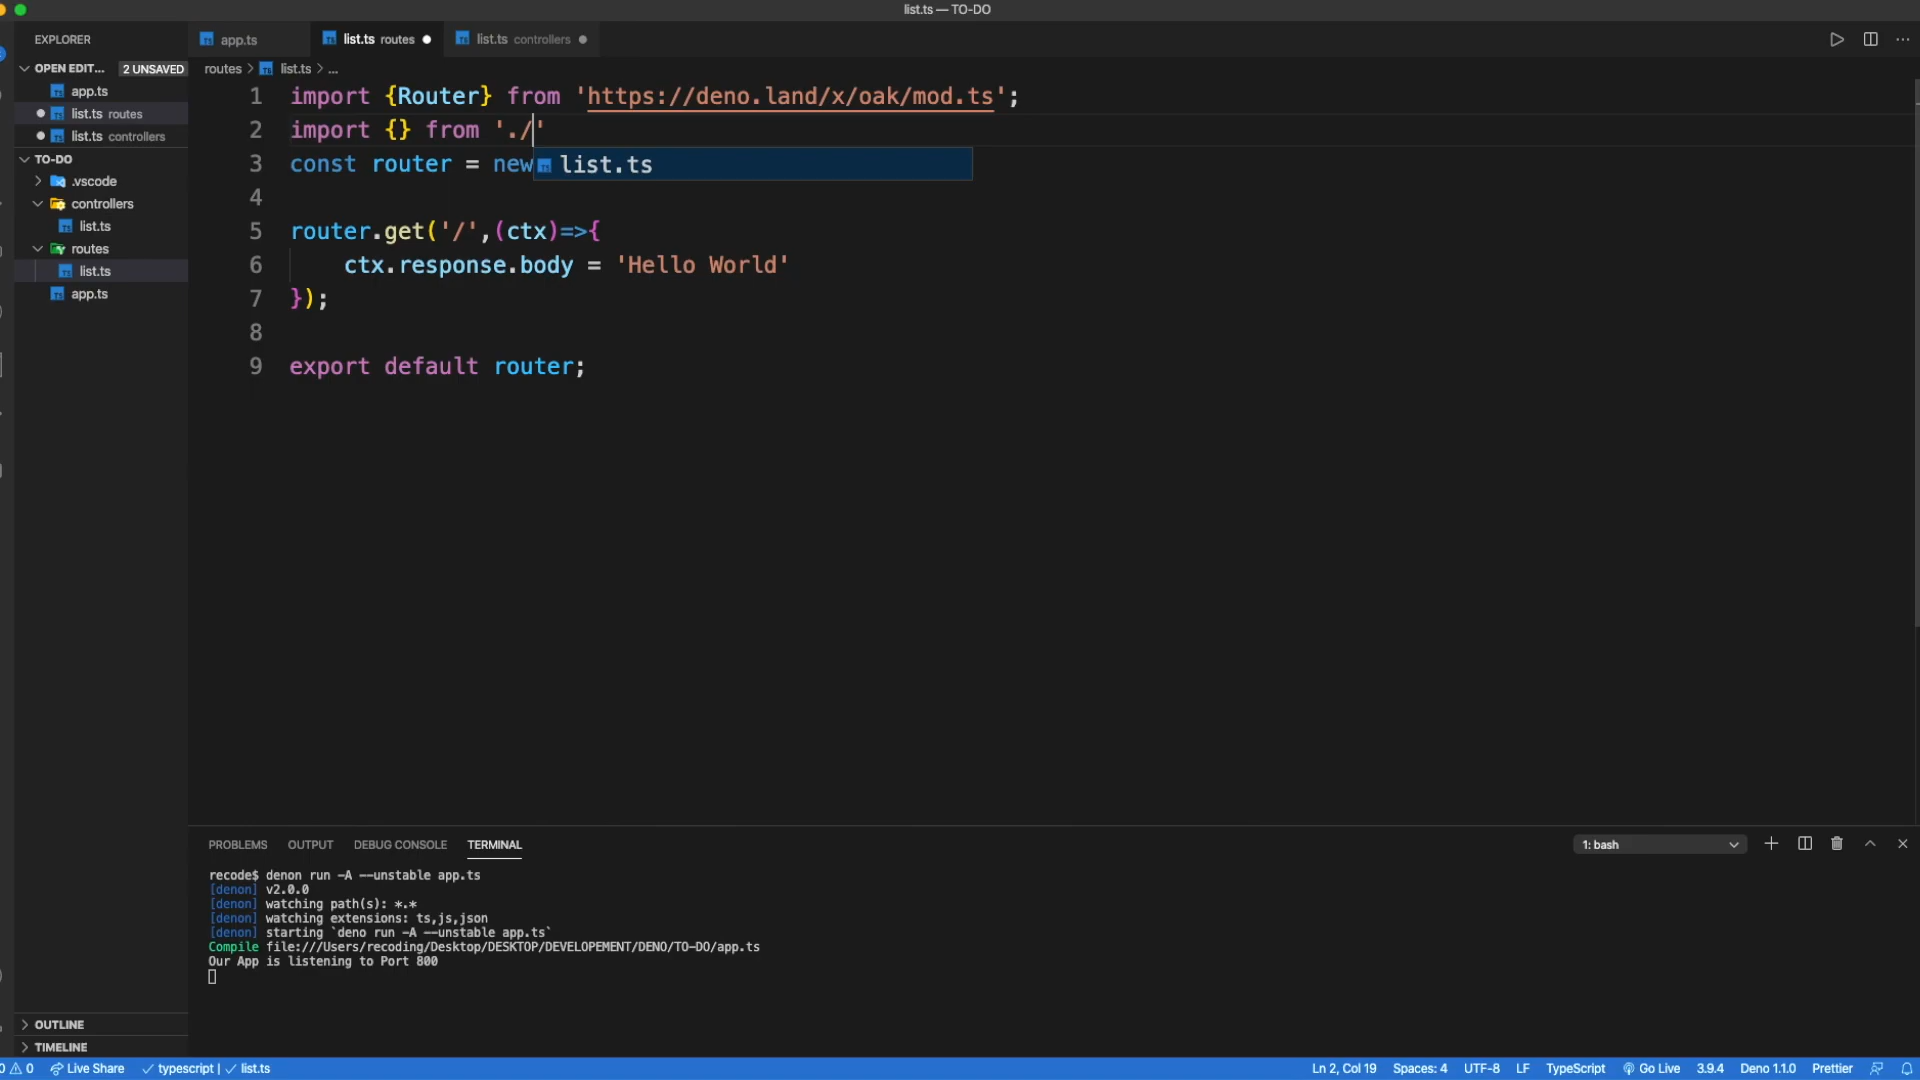 list.ts — TO-DO
EXPLORER
OPEN EDIT... 2 UNSAVED
app.ts
list.ts routes
list.ts controllers
TO-DO
.vscode
controllers
list.ts
routes
list.ts
app.ts
OUTLINE
TIMELINE
app.ts list.ts routes list.ts controllers
routes > list.ts > ...
1 import {Router} from 'https://deno.land/x/oak/mod.ts';
2 import {} from './'
3 const router = new
list.ts
4
5 router.get('/',(ctx)=>{
6 ctx.response.body = 'Hello World'
7 });
8
9 export default router;
PROBLEMS OUTPUT DEBUG CONSOLE TERMINAL 1: bash
recode$ denon run -A --unstable app.ts
[denon] v2.0.0
[denon] watching path(s): *.*
[denon] watching extensions: ts,js,json
[denon] starting `deno run -A --unstable app.ts`
Compile file:///Users/recoding/Desktop/DESKTOP/DEVELOPEMENT/DENO/TO-DO/app.ts
Our App is listening to Port 800
0 0 Live Share typescript | list.ts Ln 2, Col 19 Spaces: 4 UTF-8 LF TypeScript Go Live 3.9.4 Deno 1.1.0 Prettier